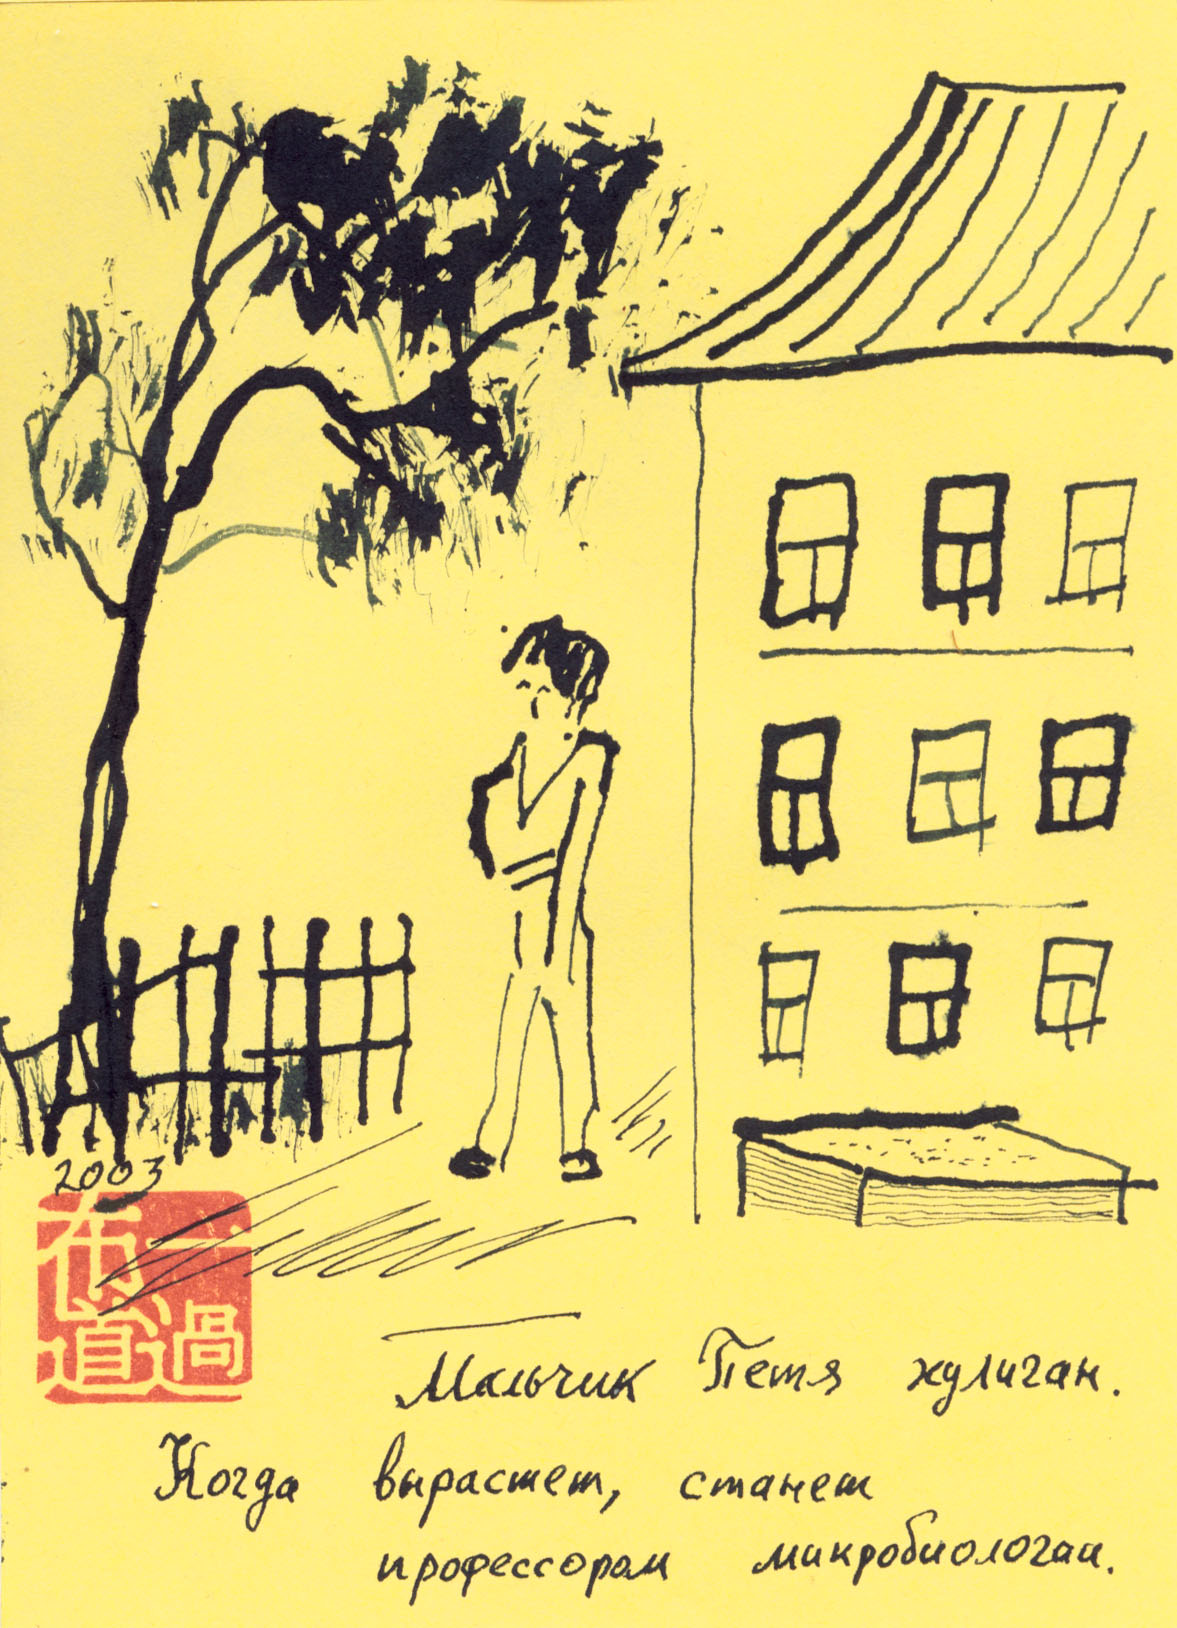 2003
Мальчик Петя хулиган.
Когда вырастет, станет
профессором микробиологии.